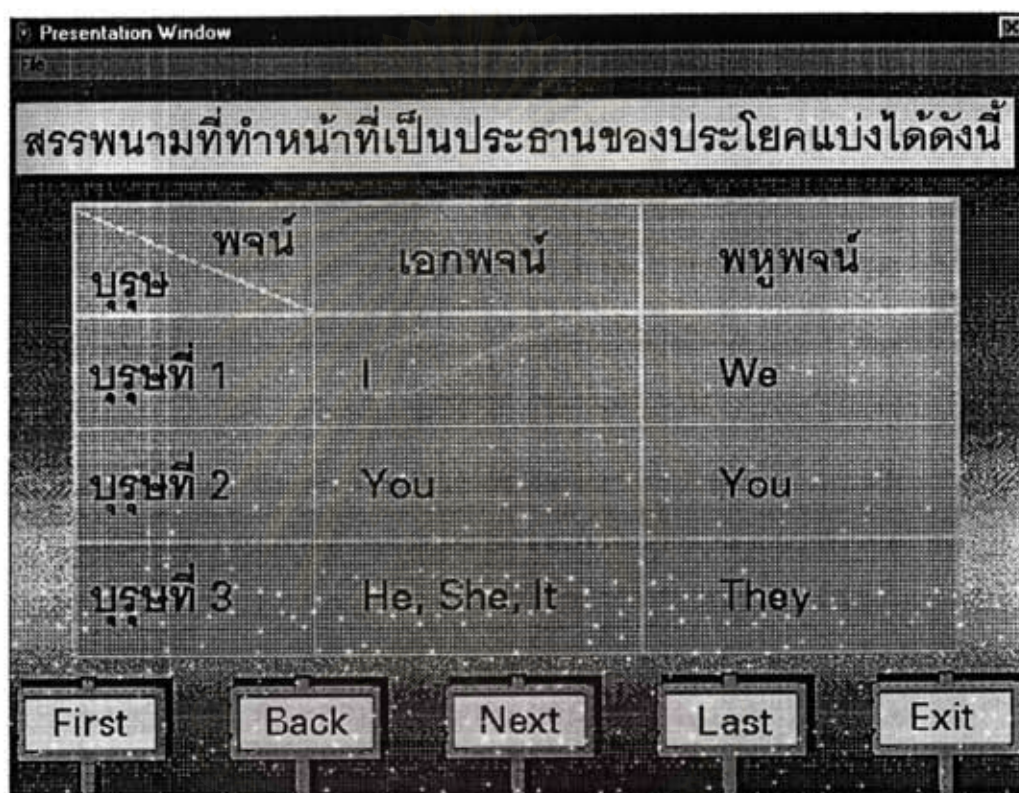 Presentation Window
File
สรรพนามที่ทำหน้าที่เป็นประธานของประโยคแบ่งได้ดังนี้
พจน์
บุรุษ
เอกพจน์
พหูพจน์
บุรุษที่ 1
I
We
บุรุษที่ 2
You
You
บุรุษที่ 3
He, She, It
They
First
Back
Next
Last
Exit